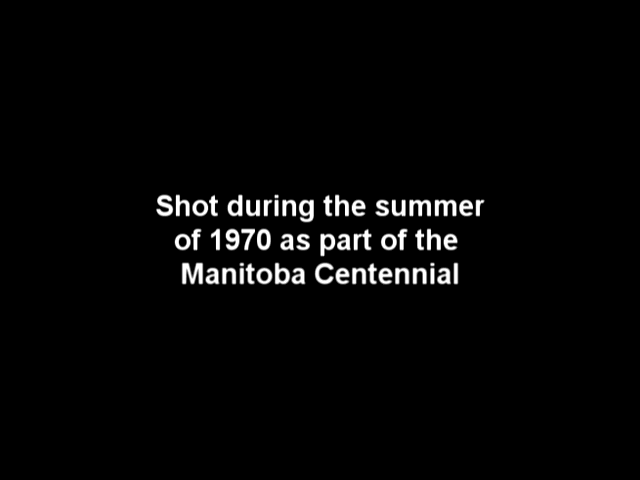 Shot during the summer
of 1970 as part of the
Manitoba Centennial